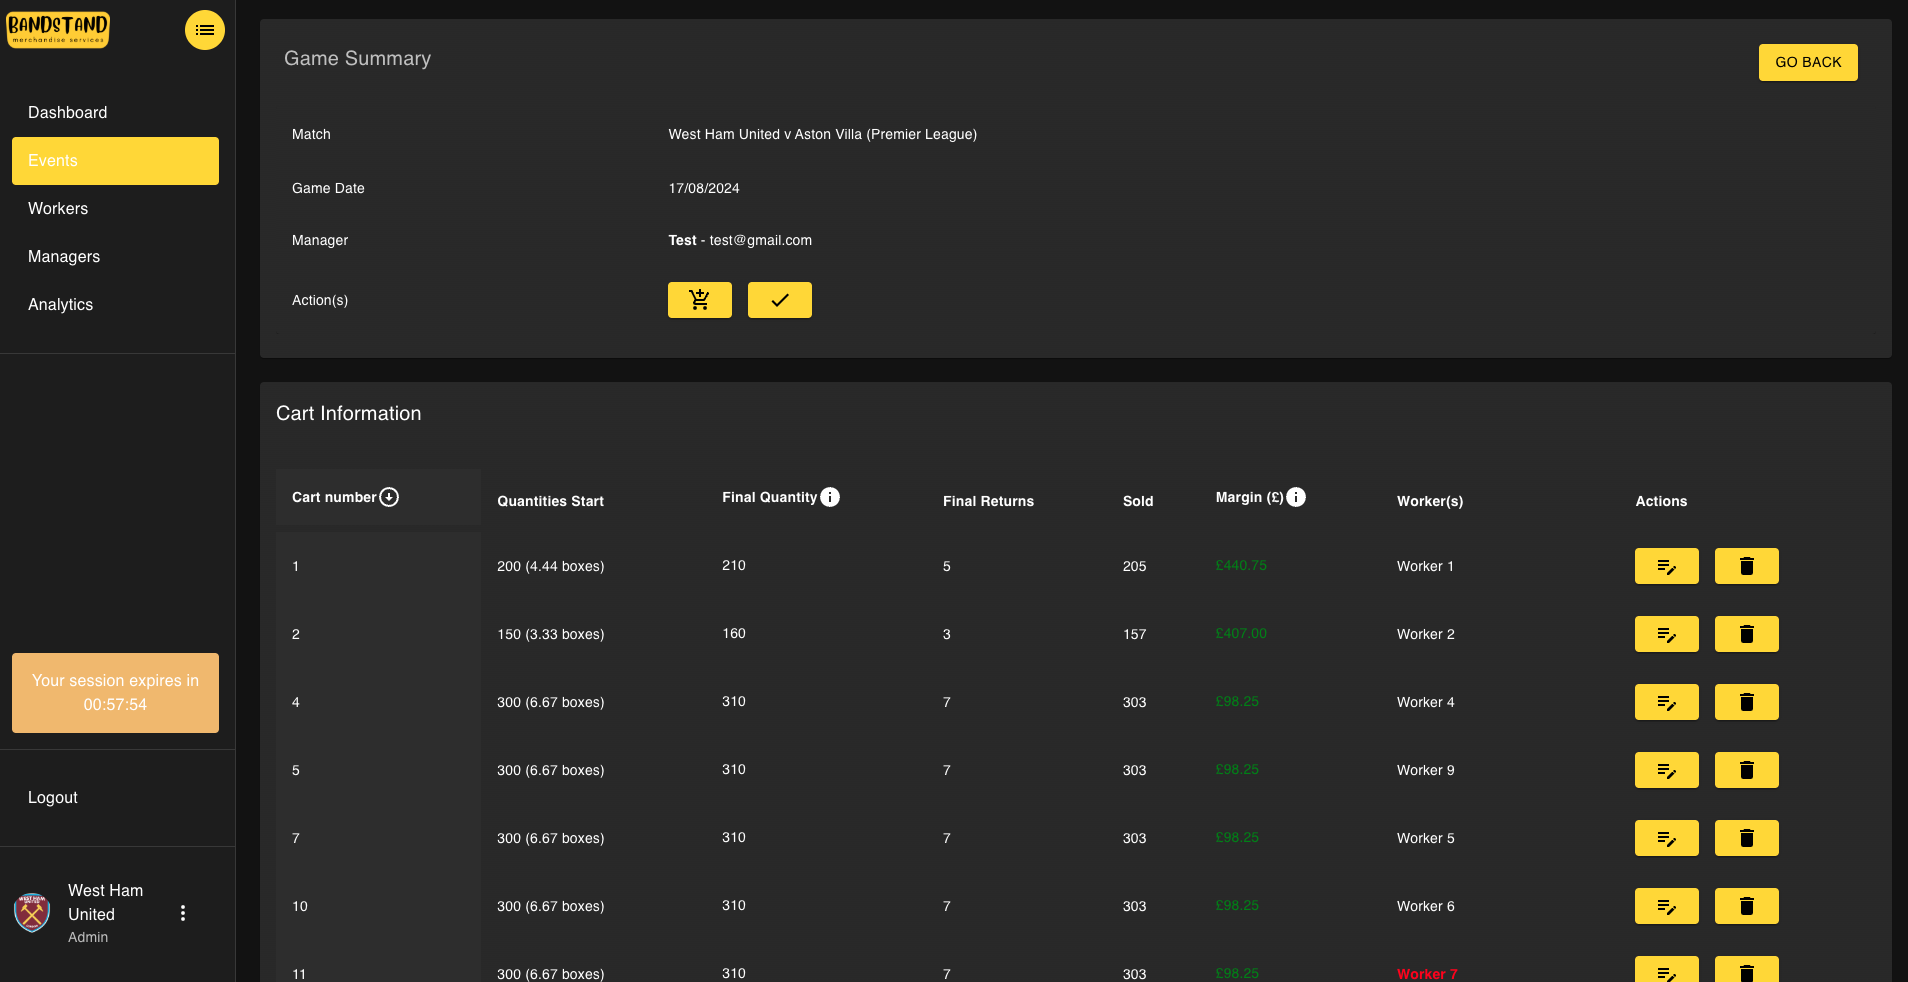 BANDSTAND
merchandise services
Dashboard
Events
Workers
Managers
Analytics
Your session expires in
00:57:54
Logout
West Ham
United
Admin
Game Summary
GO BACK
Match West Ham United v Aston Villa (Premier League)
Game Date 17/08/2024
Manager Test - test@gmail.com
Action(s)
Cart Information
Cart number Quantities Start Final Quantity Final Returns Sold Margin (£) Worker(s) Actions
1 200 (4.44 boxes) 210 5 205 £440.75 Worker 1
2 150 (3.33 boxes) 160 3 157 £407.00 Worker 2
4 300 (6.67 boxes) 310 7 303 £98.25 Worker 4
5 300 (6.67 boxes) 310 7 303 £98.25 Worker 9
7 300 (6.67 boxes) 310 7 303 £98.25 Worker 5
10 300 (6.67 boxes) 310 7 303 £98.25 Worker 6
11 300 (6.67 boxes) 310 7 303 £98.25 Worker 7